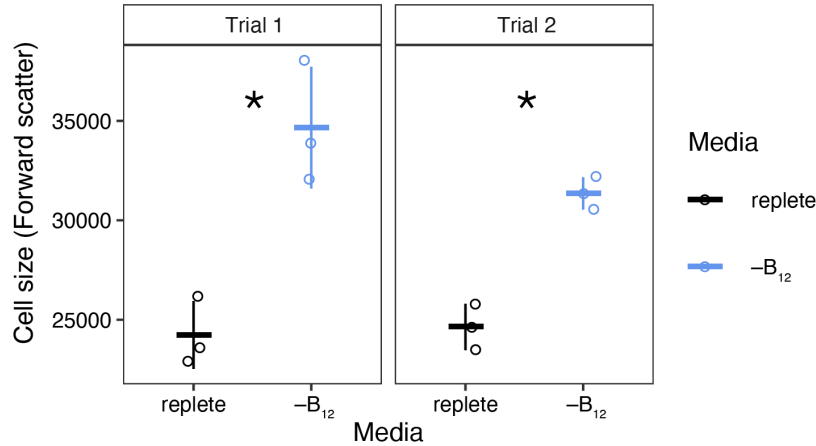 Trial 1
Trial 2
Cell size (Forward scatter)
35000
30000
25000
*
*
replete
–B₁₂
replete
–B₁₂
Media
Media
replete
–B₁₂